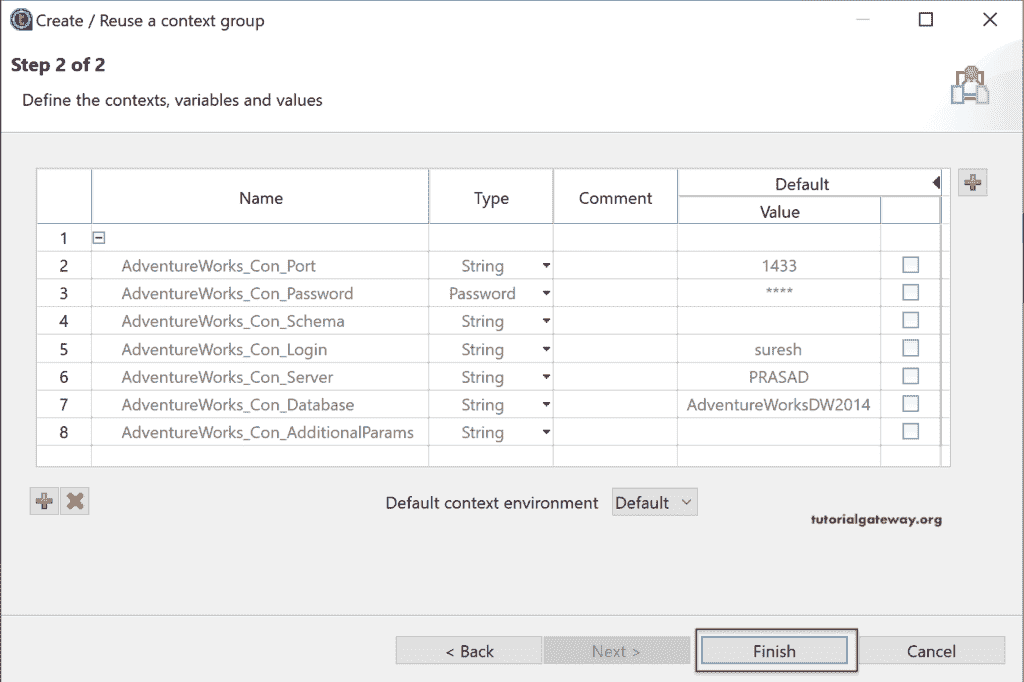 Create / Reuse a context group
Step 2 of 2
Define the contexts, variables and values
Name Type Comment Default
Value
1
2 AdventureWorks_Con_Port String 1433
3 AdventureWorks_Con_Password Password ****
4 AdventureWorks_Con_Schema String
5 AdventureWorks_Con_Login String suresh
6 AdventureWorks_Con_Server String PRASAD
7 AdventureWorks_Con_Database String AdventureWorksDW2014
8 AdventureWorks_Con_AdditionalParams String
Default context environment Default
tutorialgateway.org
< Back Next > Finish Cancel